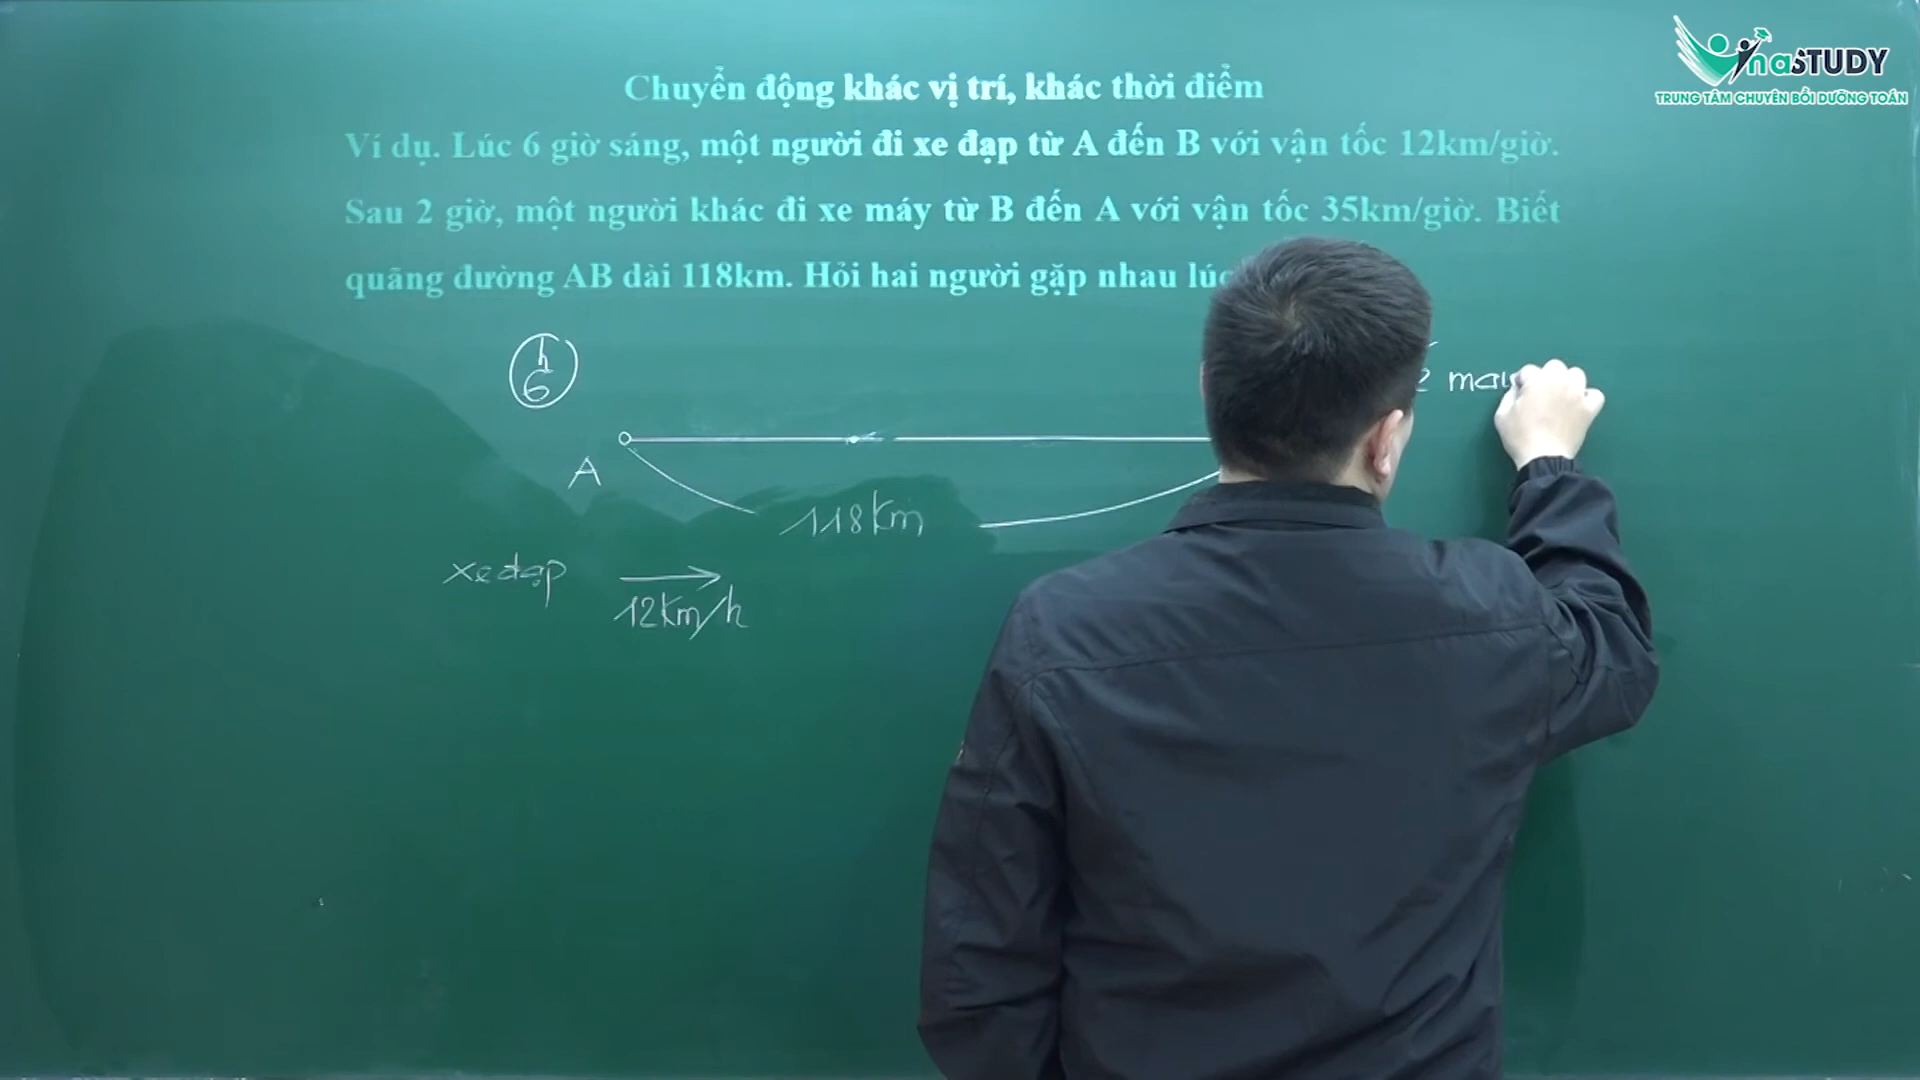 naSTUDY
TRUNG TÂM CHUYÊN BỒI DƯỠNG TOÁN
Chuyển động khác vị trí, khác thời điểm
Ví dụ. Lúc 6 giờ sáng, một người đi xe đạp từ A đến B với vận tốc 12km/giờ.
Sau 2 giờ, một người khác đi xe máy từ B đến A với vận tốc 35km/giờ. Biết
quãng đường AB dài 118km. Hỏi hai người gặp nhau
6h
A
118km
xe đạp
12km/h